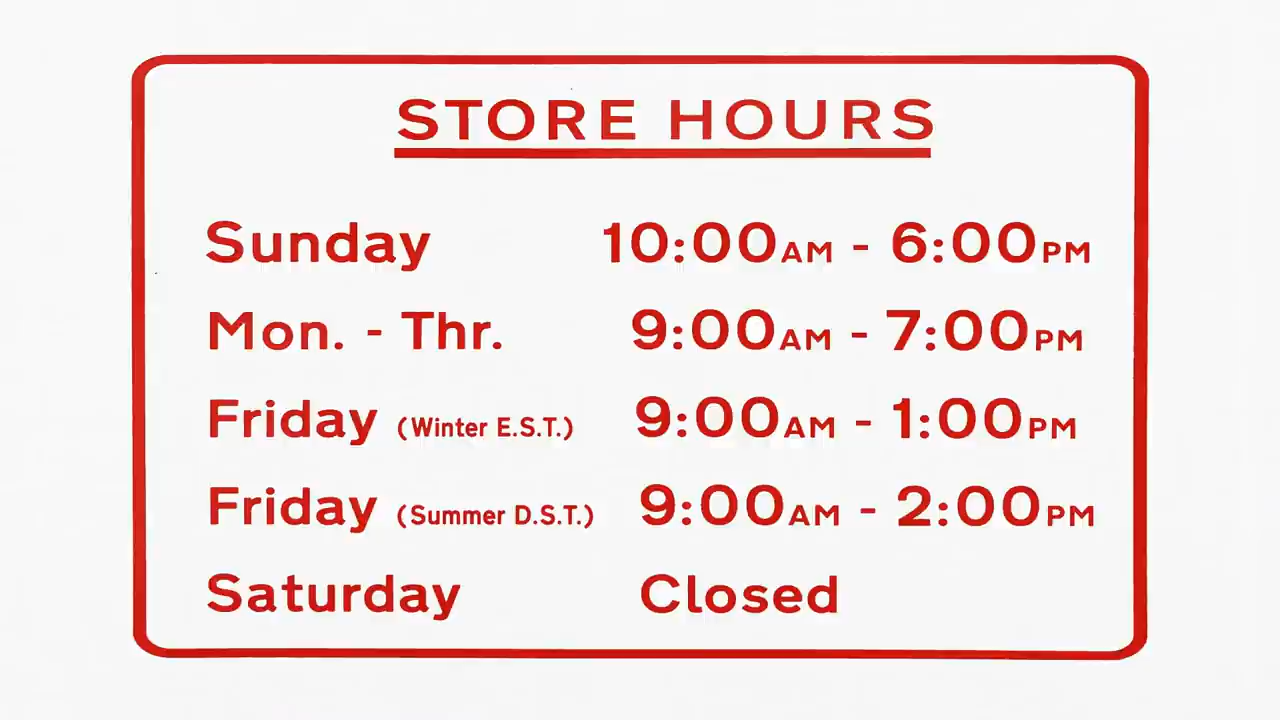 STORE HOURS
Sunday 10:00AM - 6:00PM
Mon. - Thr. 9:00AM - 7:00PM
Friday (Winter E.S.T.) 9:00AM - 1:00PM
Friday (Summer D.S.T.) 9:00AM - 2:00PM
Saturday Closed